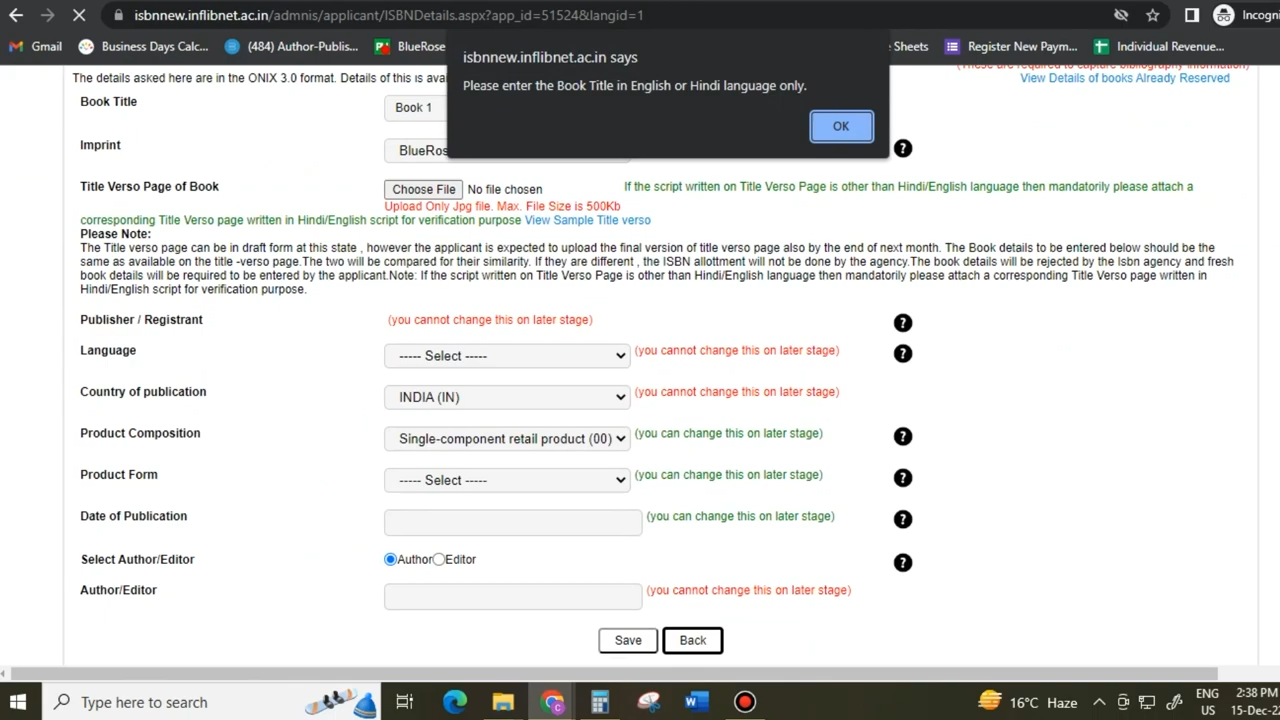 isbnnew.inflibnet.ac.in/admnis/applicant/ISBNDetails.aspx?app_id=51524&langid=1
Incogni
Gmail
Business Days Calc...
(484) Author-Publis...
BlueRose
Sheets
Register New Paym...
Individual Revenue...
isbnnew.inflibnet.ac.in says
Please enter the Book Title in English or Hindi language only.
OK
(These are required to capture bibliography information)
The details asked here are in the ONIX 3.0 format. Details of this is avai
View Details of books Already Reserved
Book Title
Book 1
Imprint
BlueRos
?
Title Verso Page of Book
Choose File No file chosen
If the script written on Title Verso Page is other than Hindi/English language then mandatorily please attach a
Upload Only Jpg file. Max. File Size is 500Kb
corresponding Title Verso page written in Hindi/English script for verification purpose View Sample Title verso
Please Note:
The Title verso page can be in draft form at this state , however the applicant is expected to upload the final version of title verso page also by the end of next month. The Book details to be entered below should be the
same as available on the title -verso page.The two will be compared for their similarity. If they are different , the ISBN allottment will not be done by the agency.The book details will be rejected by the Isbn agency and fresh
book details will be required to be entered by the applicant.Note: If the script written on Title Verso Page is other than Hindi/English language then mandatorily please attach a corresponding Title Verso page written in
Hindi/English script for verification purpose.
Publisher / Registrant
(you cannot change this on later stage)
?
Language
----- Select -----
(you cannot change this on later stage)
?
Country of publication
INDIA (IN)
(you cannot change this on later stage)
Product Composition
Single-component retail product (00)
(you can change this on later stage)
?
Product Form
----- Select -----
(you can change this on later stage)
?
Date of Publication
(you can change this on later stage)
?
Select Author/Editor
Author Editor
?
Author/Editor
(you cannot change this on later stage)
Save
Back
Type here to search
16°C Haze
ENG
US
2:38 PM
15-Dec-2